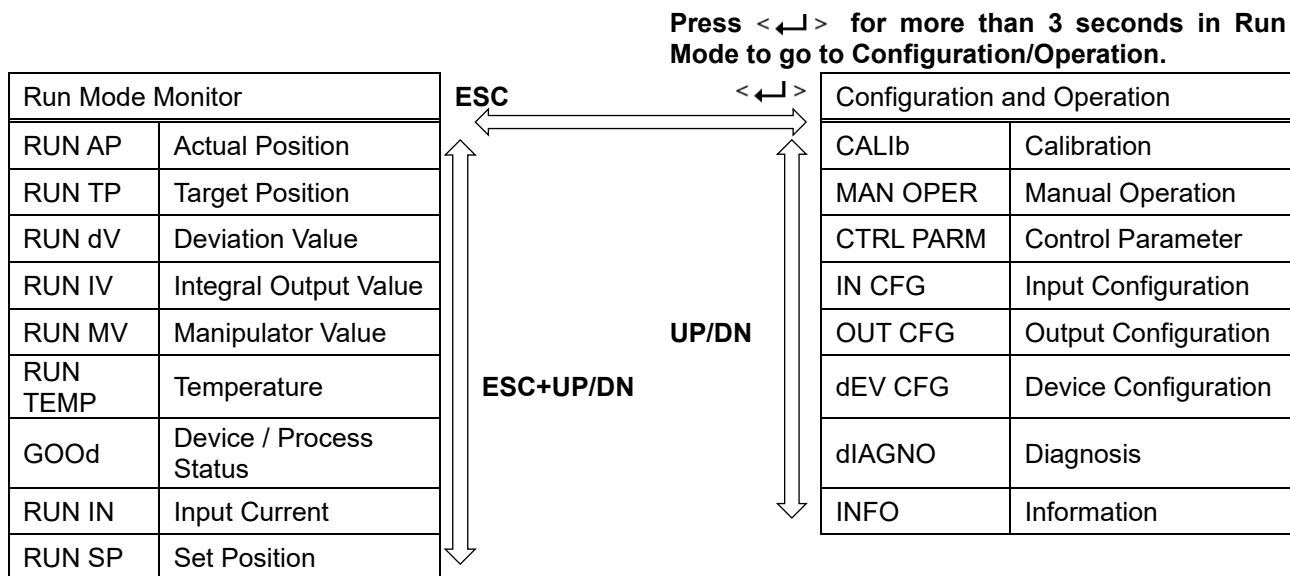 Press <↵> for more than 3 seconds in Run
Mode to go to Configuration/Operation.
Run Mode Monitor
ESC
<↵>
Configuration and Operation
RUN AP Actual Position
CALIb Calibration
RUN TP Target Position
MAN OPER Manual Operation
RUN dV Deviation Value
CTRL PARM Control Parameter
RUN IV Integral Output Value
IN CFG Input Configuration
RUN MV Manipulator Value
UP/DN
OUT CFG Output Configuration
RUN
TEMP
Temperature
ESC+UP/DN
dEV CFG Device Configuration
GOOd
Device / Process
Status
dIAGNO Diagnosis
RUN IN Input Current
INFO Information
RUN SP Set Position